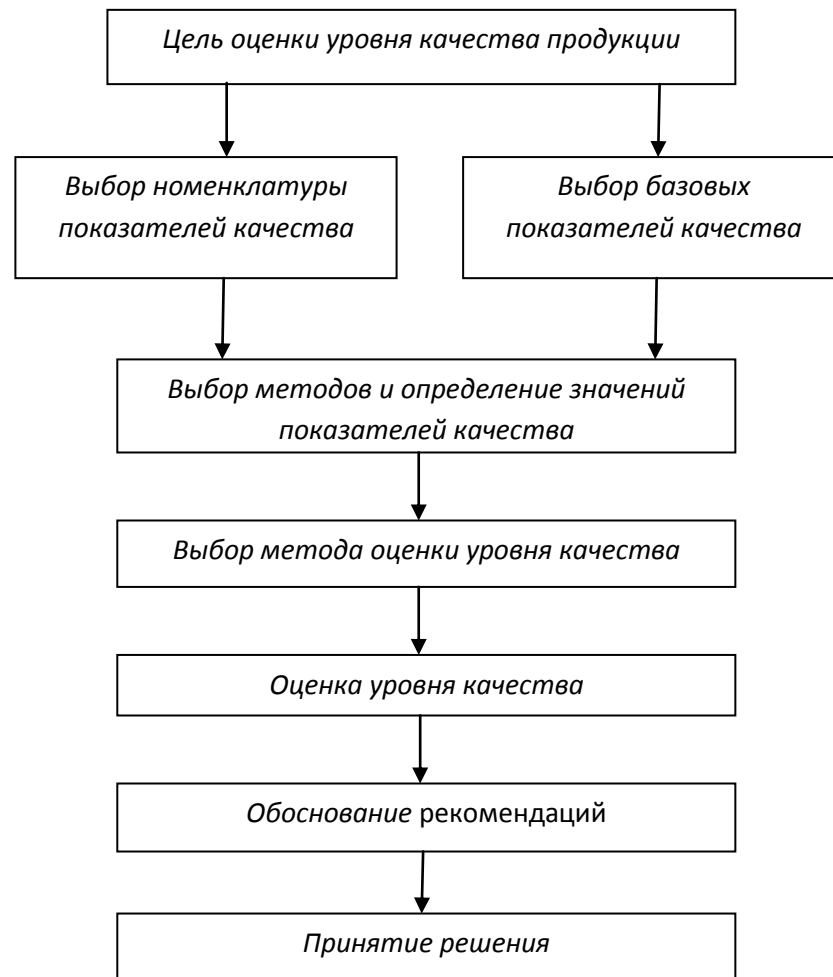 Цель оценки уровня качества продукции
Выбор номенклатуры
показателей качества
Выбор базовых
показателей качества
Выбор методов и определение значений
показателей качества
Выбор метода оценки уровня качества
Оценка уровня качества
Обоснование рекомендаций
Принятие решения